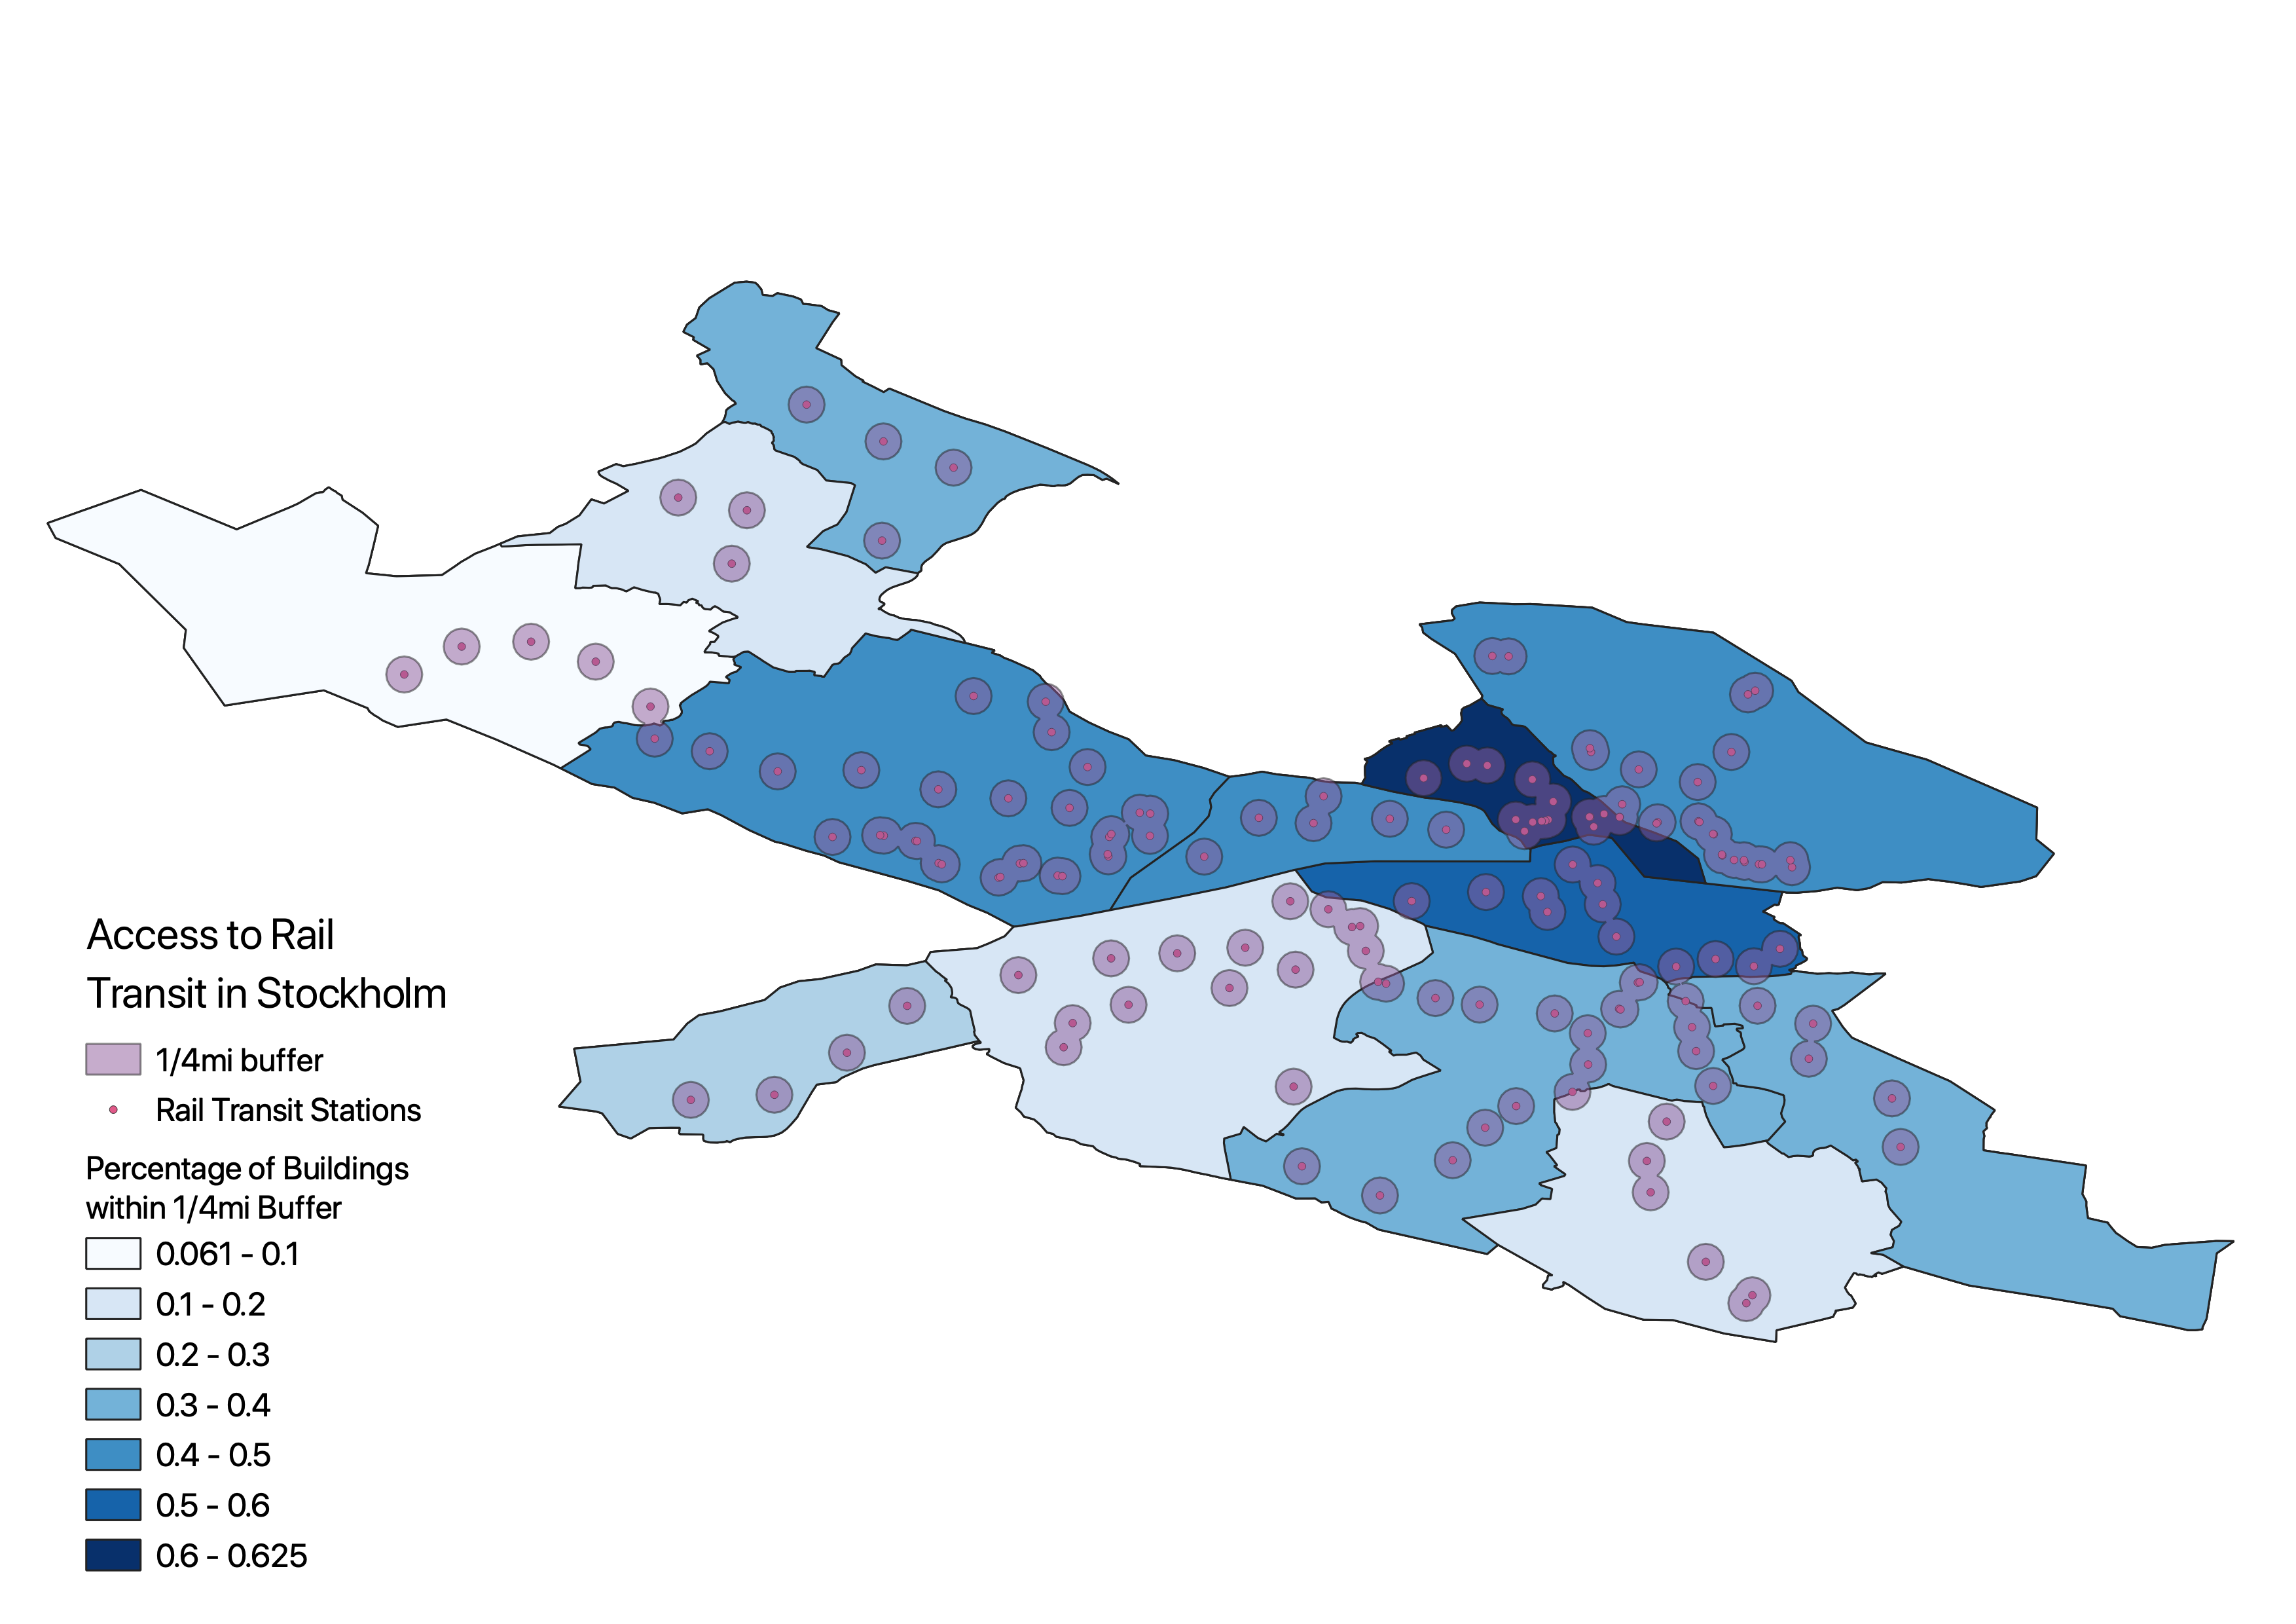 Access to Rail
Transit in Stockholm
1/4mi buffer
Rail Transit Stations
Percentage of Buildings
within 1/4mi Buffer
0.061 - 0.1
0.1 - 0.2
0.2 - 0.3
0.3 - 0.4
0.4 - 0.5
0.5 - 0.6
0.6 - 0.625